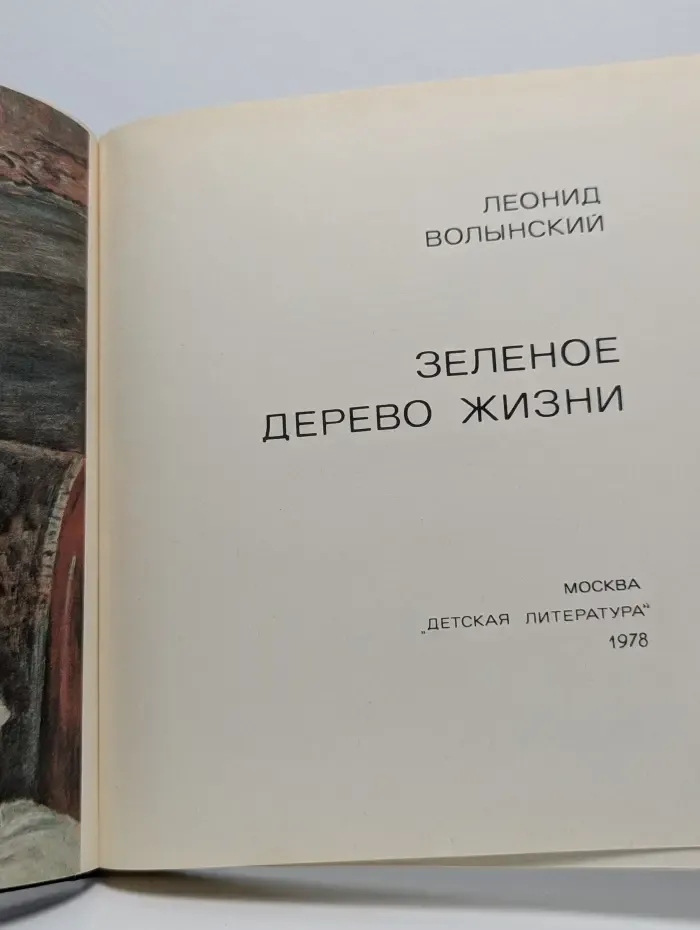 ЛЕОНИД
ВОЛЫНСКИЙ
ЗЕЛЕНОЕ
ДЕРЕВО ЖИЗНИ
МОСКВА
„ДЕТСКАЯ ЛИТЕРАТУРА“
1978